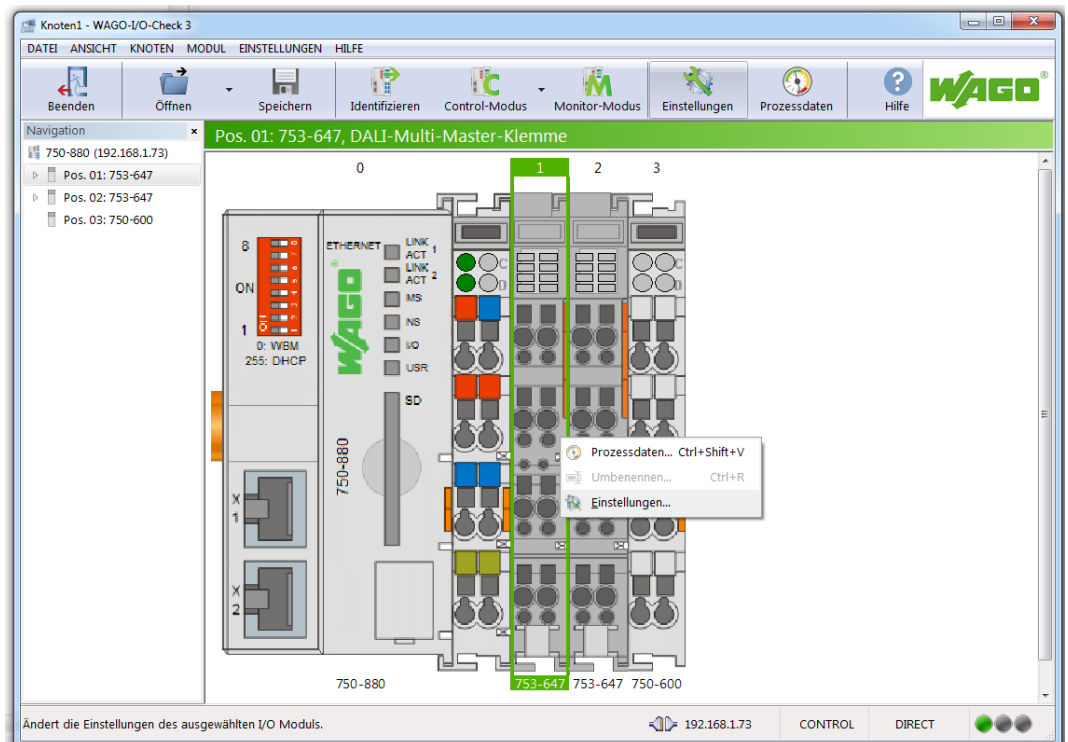 Knoten1 - WAGO-I/O-Check 3
DATEI ANSICHT KNOTEN MODUL EINSTELLUNGEN HILFE
Beenden Öffnen Speichern Identifizieren Control-Modus Monitor-Modus Einstellungen Prozessdaten Hilfe WAGO®
Navigation ×
Pos. 01: 753-647, DALI-Multi-Master-Klemme
750-880 (192.168.1.73)
Pos. 01: 753-647
Pos. 02: 753-647
Pos. 03: 750-600
0 1 2 3
8
ON
1
ON
0: WBM
255: DHCP
ETHERNET
LINK
ACT 1
LINK
ACT 2
MS
NS
I/O
USR
WAGO
SD
750-880
X
1
X
2
C
D
C
D
Prozessdaten... Ctrl+Shift+V
Umbenennen... Ctrl+R
Einstellungen...
750-880 753-647 753-647 750-600
Ändert die Einstellungen des ausgewählten I/O Moduls. 192.168.1.73 CONTROL DIRECT